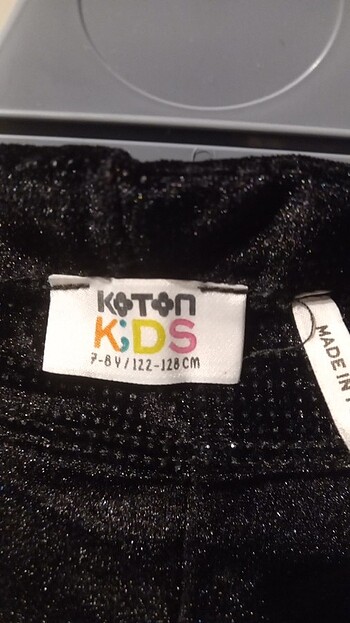 KOTON
KIDS
7-8 Y / 122-128 CM
MADE IN